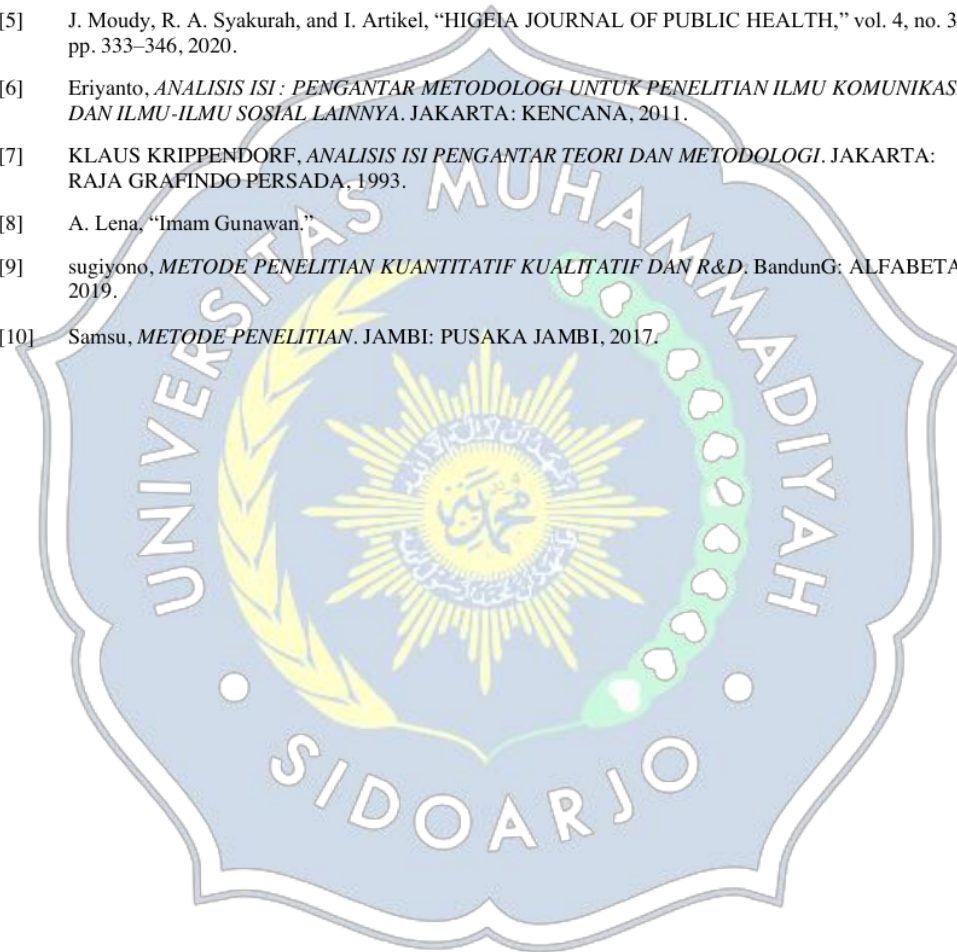 [5] J. Moudy, R. A. Syakurah, and I. Artikel, “HIGEIA JOURNAL OF PUBLIC HEALTH,” vol. 4, no. 3
pp. 333–346, 2020.
[6] Eriyanto, ANALISIS ISI : PENGANTAR METODOLOGI UNTUK PENELITIAN ILMU KOMUNIKAS
DAN ILMU-ILMU SOSIAL LAINNYA. JAKARTA: KENCANA, 2011.
[7] KLAUS KRIPPENDORF, ANALISIS ISI PENGANTAR TEORI DAN METODOLOGI. JAKARTA:
RAJA GRAFINDO PERSADA, 1993.
[8] A. Lena, “Imam Gunawan.”
[9] sugiyono, METODE PENELITIAN KUANTITATIF KUALITATIF DAN R&D. BandunG: ALFABETA
2019.
[10] Samsu, METODE PENELITIAN. JAMBI: PUSAKA JAMBI, 2017.
UNIVERSITAS MUHAMMADIYAH
محمدية
SIDOARJO